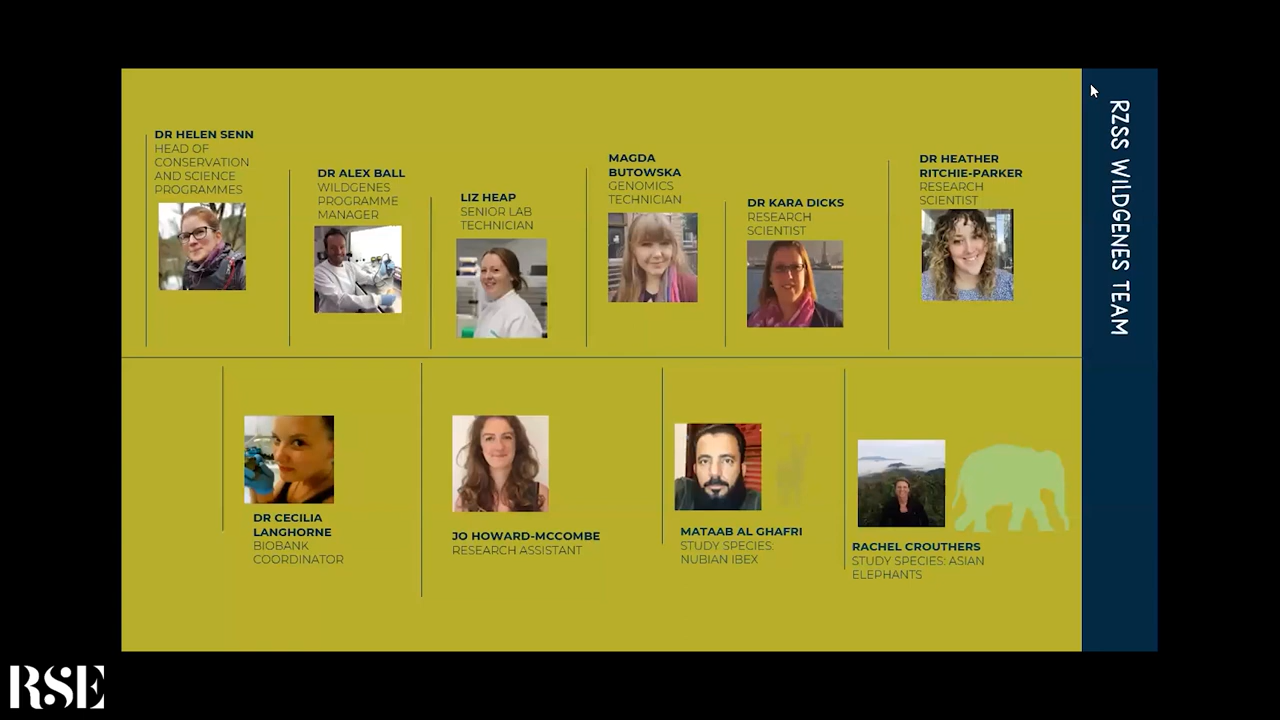 DR HELEN SENN
HEAD OF
CONSERVATION
AND SCIENCE
PROGRAMMES
DR ALEX BALL
WILDGENES
PROGRAMME
MANAGER
LIZ HEAP
SENIOR LAB
TECHNICIAN
MAGDA
BUTOWSKA
GENOMICS
TECHNICIAN
DR KARA DICKS
RESEARCH
SCIENTIST
DR HEATHER
RITCHIE-PARKER
RESEARCH
SCIENTIST
RZSS WILDGENES TEAM
DR CECILIA
LANGHORNE
BIOBANK
COORDINATOR
JO HOWARD-MCCOMBE
RESEARCH ASSISTANT
MATAAB AL GHAFRI
STUDY SPECIES:
NUBIAN IBEX
RACHEL CROUTHERS
STUDY SPECIES: ASIAN
ELEPHANTS
RSE